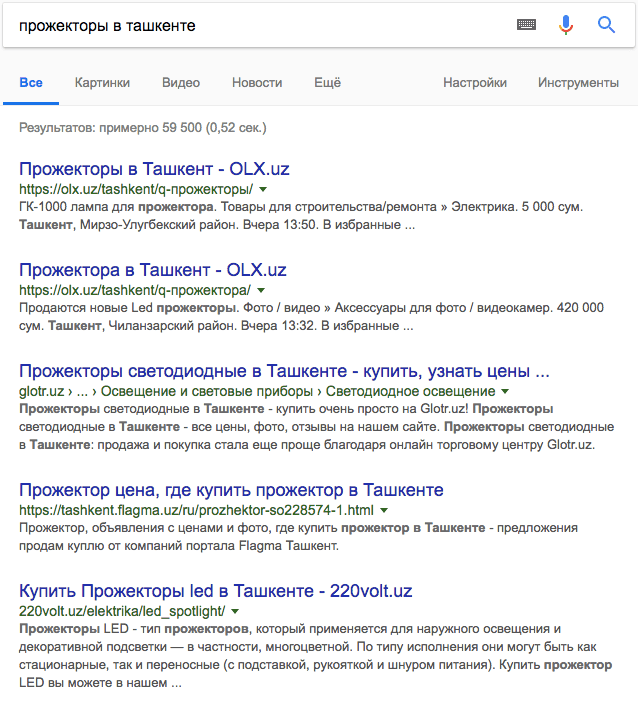 прожекторы в ташкенте
Все Картинки Видео Новости Ещё Настройки Инструменты
Результатов: примерно 59 500 (0,52 сек.)
Прожекторы в Ташкент - OLX.uz
https://olx.uz/tashkent/q-прожекторы/
ГК-1000 лампа для прожектора. Товары для строительства/ремонта » Электрика. 5 000 сум.
Ташкент, Мирзо-Улугбекский район. Вчера 13:50. В избранные ...
Прожектора в Ташкент - OLX.uz
https://olx.uz/tashkent/q-прожектора/
Продаются новые Led прожекторы. Фото / видео » Аксессуары для фото / видеокамер. 420 000
сум. Ташкент, Чиланзарский район. Вчера 13:32. В избранные ...
Прожекторы светодиодные в Ташкенте - купить, узнать цены ...
glotr.uz › ... › Освещение и световые приборы › Светодиодное освещение
Прожекторы светодиодные в Ташкенте - купить очень просто на Glotr.uz! Прожекторы
светодиодные в Ташкенте - все цены, фото, отзывы на нашем сайте. Прожекторы светодиодные
в Ташкенте: продажа и покупка стала еще проще благодаря онлайн торговому центру Glotr.uz.
Прожектор цена, где купить прожектор в Ташкенте
https://tashkent.flagma.uz/ru/prozhektor-so228574-1.html
Прожектор, объявления с ценами и фото, где купить прожектор в Ташкенте - предложения
продам куплю от компаний портала Flagma Ташкент.
Купить Прожекторы led в Ташкенте - 220volt.uz
220volt.uz/elektrika/led_spotlight/
Прожекторы LED - тип прожекторов, который применяется для наружного освещения и
декоративной подсветки — в частности, многоцветной. По типу исполнения они могут быть как
стационарные, так и переносные (с подставкой, рукояткой и шнуром питания). Купить прожектор
LED вы можете в нашем ...